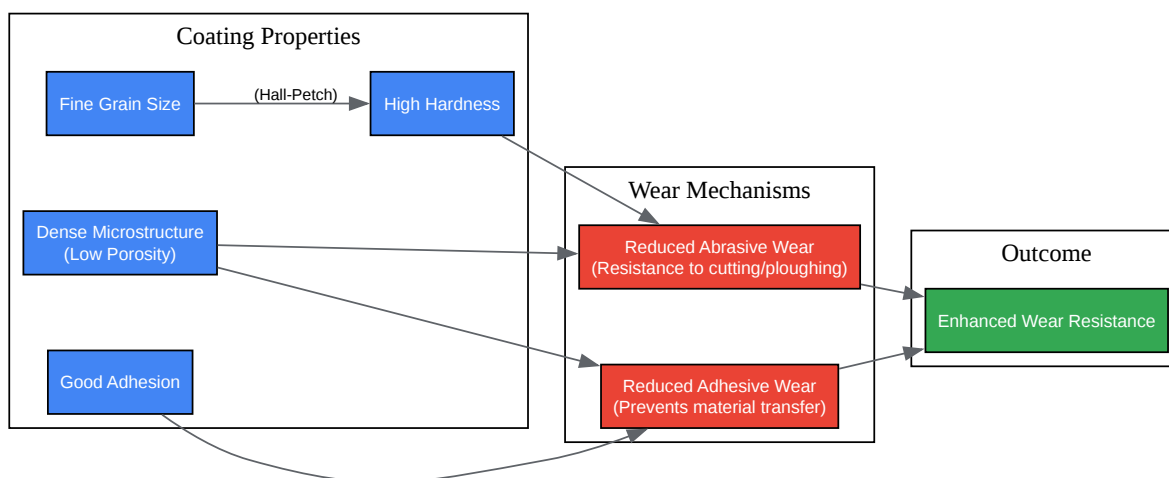 Coating Properties
Fine Grain Size
(Hall-Petch)
High Hardness
Dense Microstructure
(Low Porosity)
Good Adhesion
Wear Mechanisms
Reduced Abrasive Wear
(Resistance to cutting/ploughing)
Reduced Adhesive Wear
(Prevents material transfer)
Outcome
Enhanced Wear Resistance